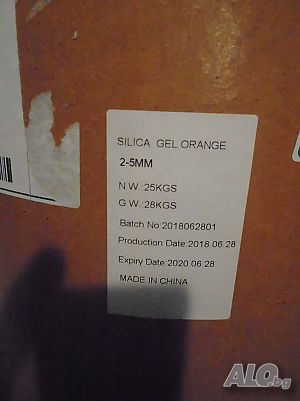 SILICA GEL ORANGE
2-5MM
N.W.:25KGS
G.W.:28KGS
Batch No:2018062801
Production Date:2018.06.28
Expiry Date:2020.06.28
MADE IN CHINA
ALO.bg